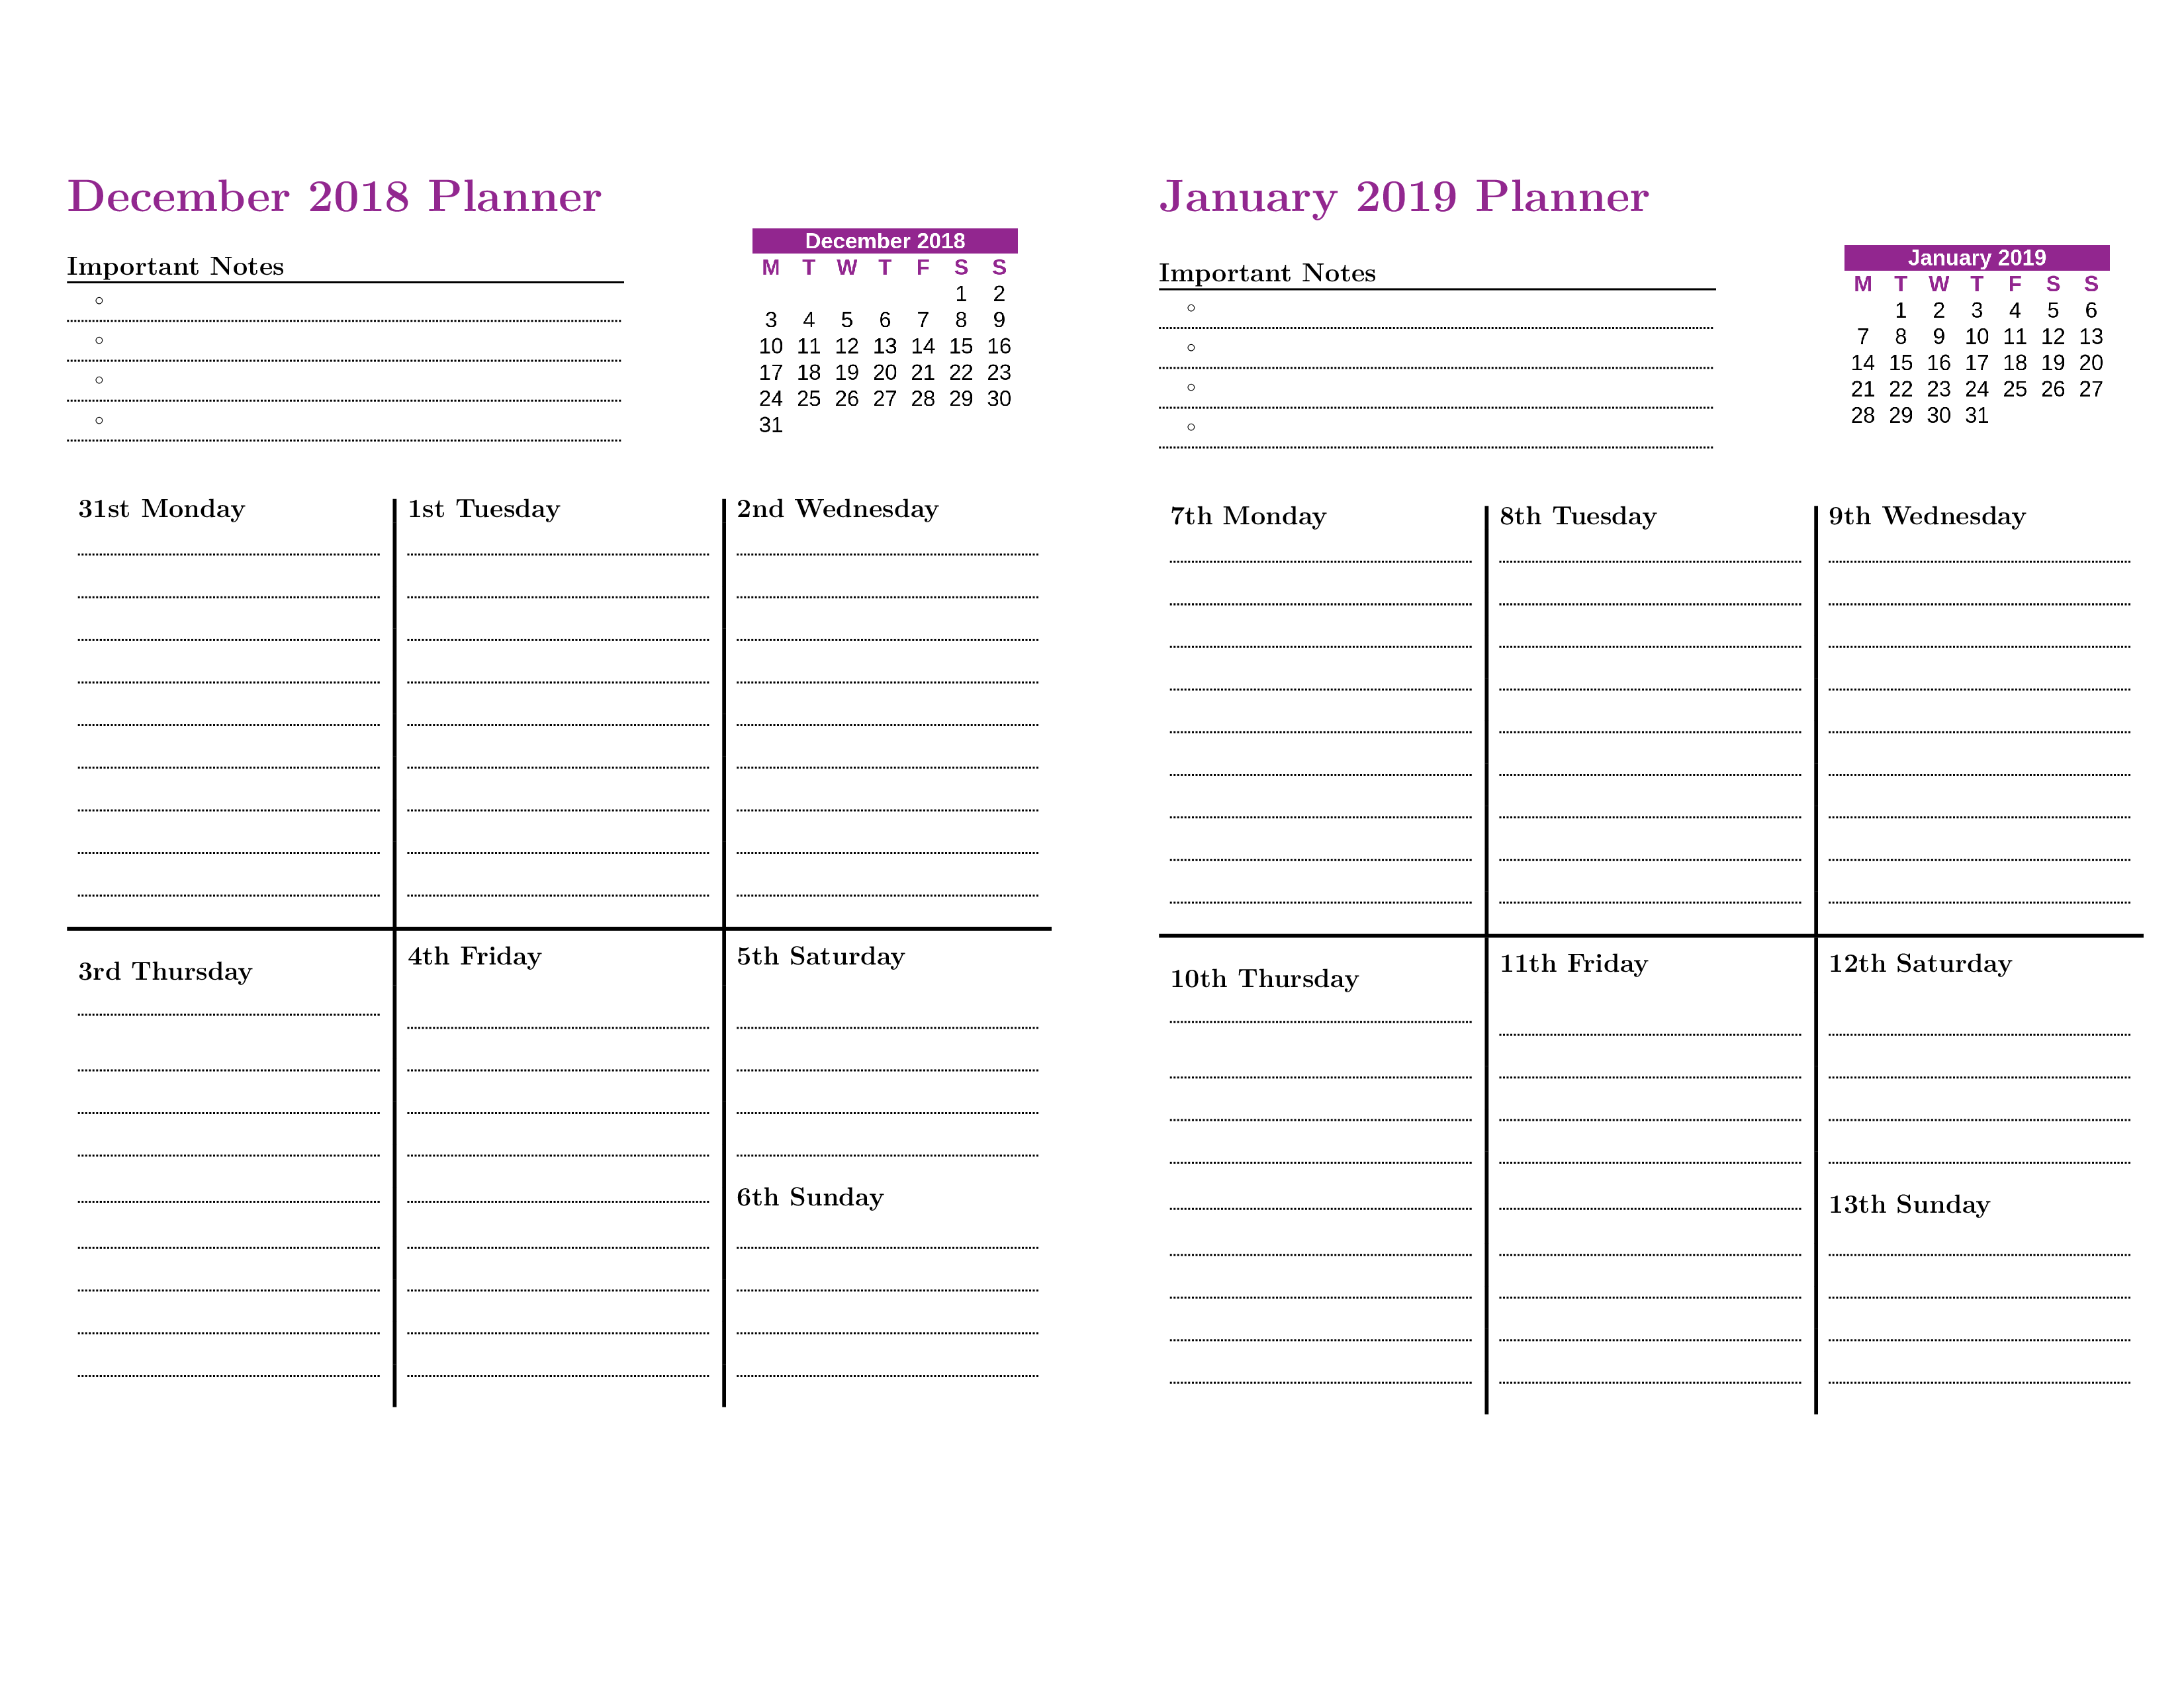 December 2018 Planner
Important Notes
December 2018
M T W T F S S
1 2
3 4 5 6 7 8 9
10 11 12 13 14 15 16
17 18 19 20 21 22 23
24 25 26 27 28 29 30
31
31st Monday
1st Tuesday
2nd Wednesday
3rd Thursday
4th Friday
5th Saturday
6th Sunday
January 2019 Planner
Important Notes
January 2019
M T W T F S S
1 2 3 4 5 6
7 8 9 10 11 12 13
14 15 16 17 18 19 20
21 22 23 24 25 26 27
28 29 30 31
7th Monday
8th Tuesday
9th Wednesday
10th Thursday
11th Friday
12th Saturday
13th Sunday